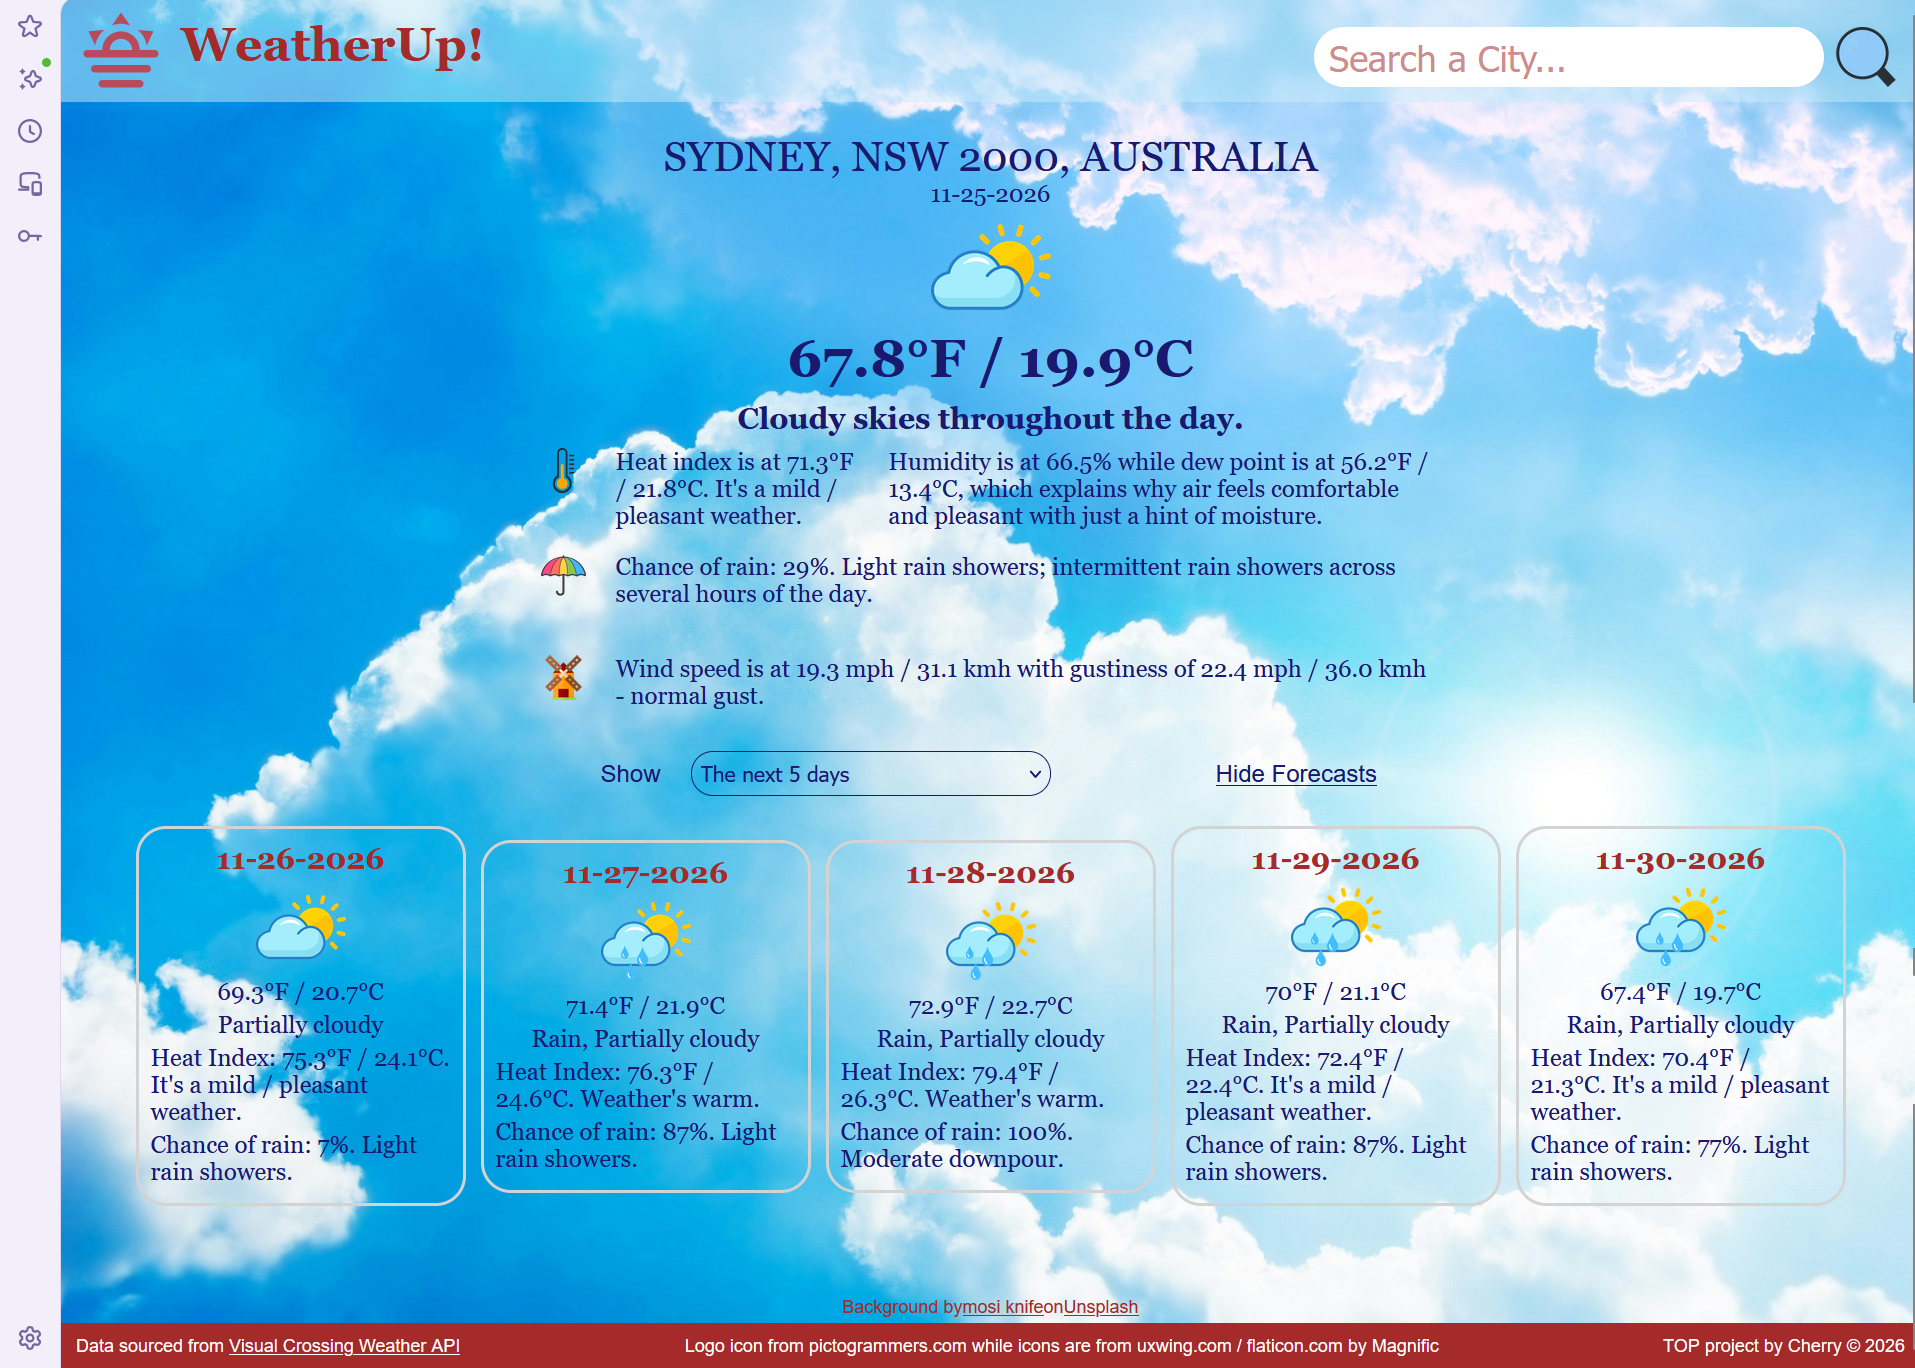 WeatherUp!
Search a City...
SYDNEY, NSW 2000, AUSTRALIA
11-25-2026
67.8°F / 19.9°C
Cloudy skies throughout the day.
Heat index is at 71.3°F
/ 21.8°C. It's a mild /
pleasant weather.
Humidity is at 66.5% while dew point is at 56.2°F /
13.4°C, which explains why air feels comfortable
and pleasant with just a hint of moisture.
Chance of rain: 29%. Light rain showers; intermittent rain showers across
several hours of the day.
Wind speed is at 19.3 mph / 31.1 kmh with gustiness of 22.4 mph / 36.0 kmh
- normal gust.
Show
The next 5 days
Hide Forecasts
11-26-2026
69.3°F / 20.7°C
Partially cloudy
Heat Index: 75.3°F / 24.1°C.
It's a mild / pleasant
weather.
Chance of rain: 7%. Light
rain showers.
11-27-2026
71.4°F / 21.9°C
Rain, Partially cloudy
Heat Index: 76.3°F /
24.6°C. Weather's warm.
Chance of rain: 87%. Light
rain showers.
11-28-2026
72.9°F / 22.7°C
Rain, Partially cloudy
Heat Index: 79.4°F /
26.3°C. Weather's warm.
Chance of rain: 100%.
Moderate downpour.
11-29-2026
70°F / 21.1°C
Rain, Partially cloudy
Heat Index: 72.4°F /
22.4°C. It's a mild /
pleasant weather.
Chance of rain: 87%. Light
rain showers.
11-30-2026
67.4°F / 19.7°C
Rain, Partially cloudy
Heat Index: 70.4°F /
21.3°C. It's a mild / pleasant
weather.
Chance of rain: 77%. Light
rain showers.
Background bymosi knifeonUnsplash
Data sourced from Visual Crossing Weather API
Logo icon from pictogrammers.com while icons are from uxwing.com / flaticon.com by Magnific
TOP project by Cherry © 2026